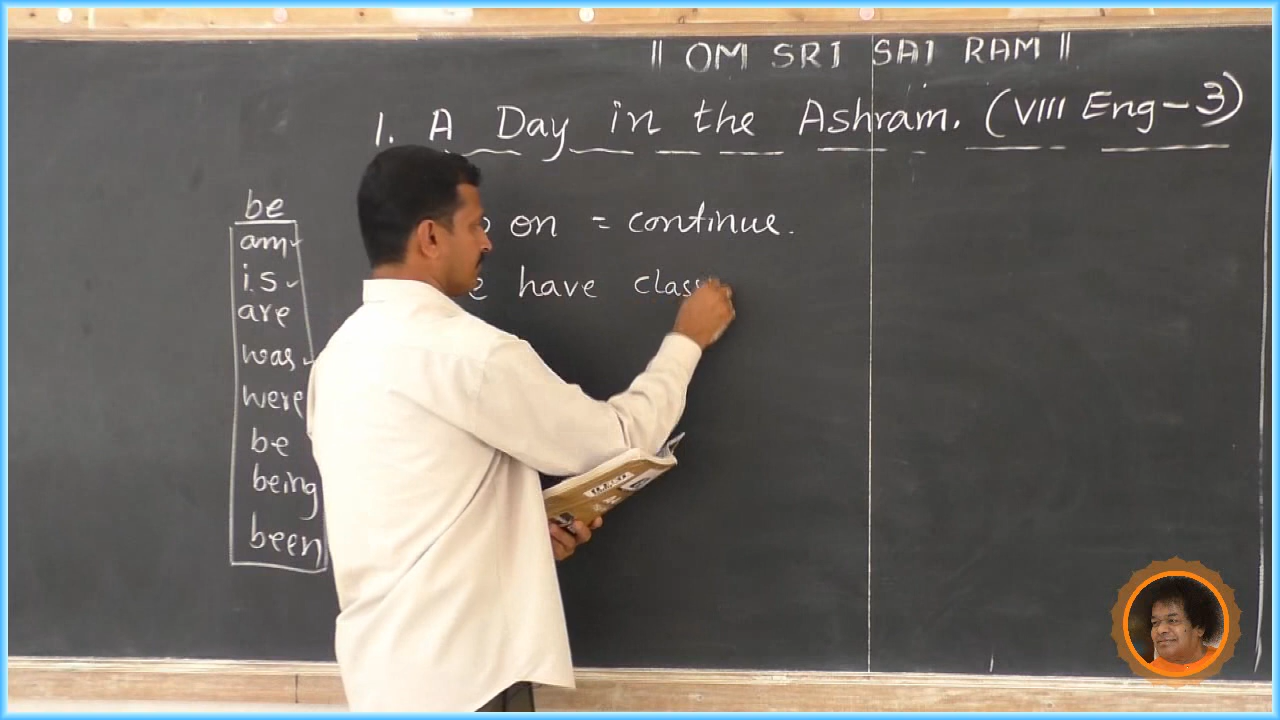 || OM SRI SAI RAM ||
1. A Day in the Ashram. (VIII Eng-3)
be
am
is
are
was
were
be
being
been
on = continue.
have